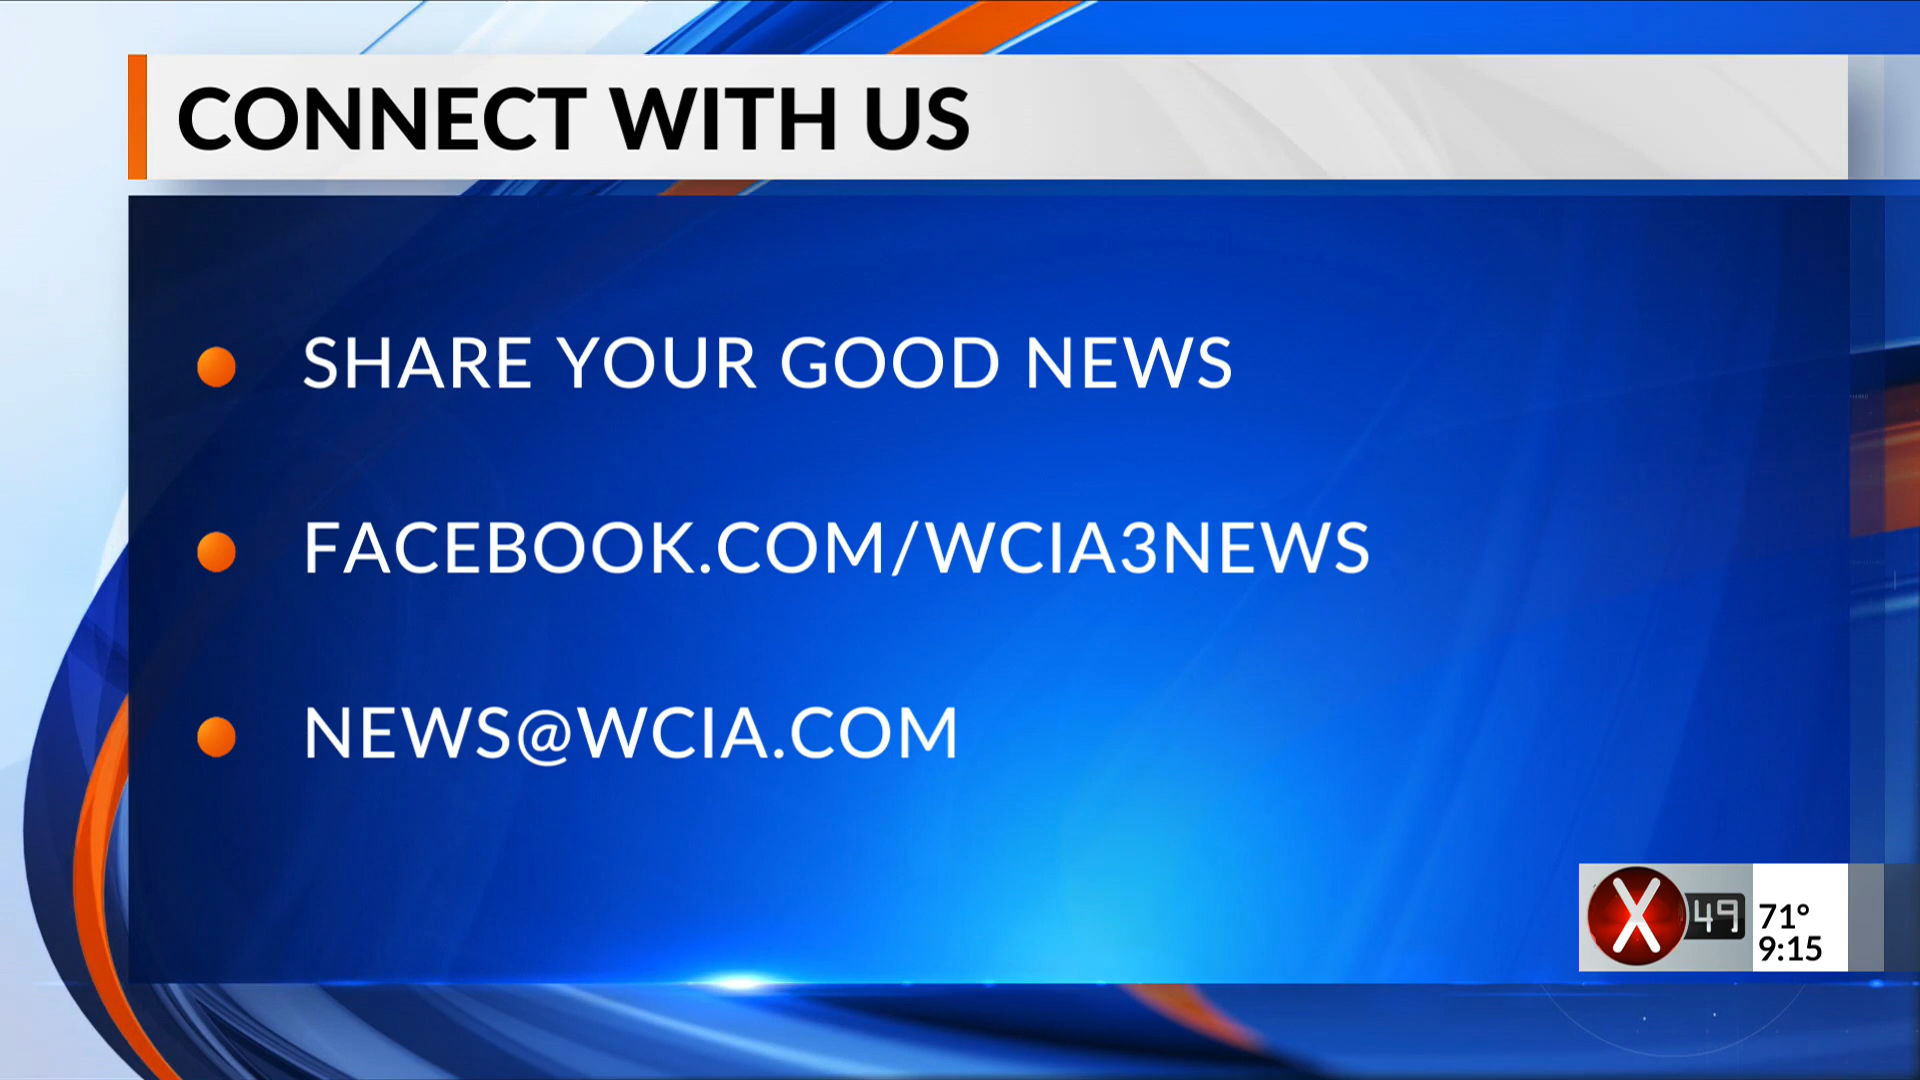 CONNECT WITH US
SHARE YOUR GOOD NEWS
FACEBOOK.COM/WCIA3NEWS
NEWS@WCIA.COM
X 49
71°
9:15